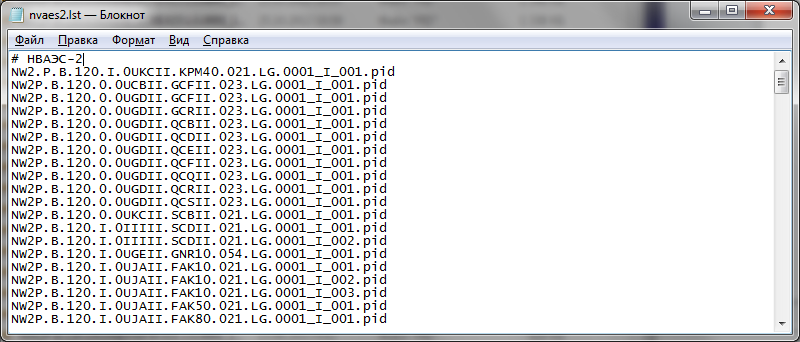 nvaes2.lst — Блокнот
Файл Правка Формат Вид Справка
# НВАЭС-2
NW2.P.B.120.I.0UKCII.KPM40.021.LG.0001_I_001.pid
NW2P.B.120.0.0UCBII.GCFII.023.LG.0001_I_001.pid
NW2P.B.120.0.0UGDII.GCFII.023.LG.0001_I_001.pid
NW2P.B.120.0.0UGDII.GCRII.023.LG.0001_I_001.pid
NW2P.B.120.0.0UGDII.QCBII.023.LG.0001_I_001.pid
NW2P.B.120.0.0UGDII.QCDII.023.LG.0001_I_001.pid
NW2P.B.120.0.0UGDII.QCEII.023.LG.0001_I_001.pid
NW2P.B.120.0.0UGDII.QCFII.023.LG.0001_I_001.pid
NW2P.B.120.0.0UGDII.QCQII.023.LG.0001_I_001.pid
NW2P.B.120.0.0UGDII.QCRII.023.LG.0001_I_001.pid
NW2P.B.120.0.0UGDII.QCSII.023.LG.0001_I_001.pid
NW2P.B.120.0.0UKCII.SCBII.021.LG.0001_I_001.pid
NW2P.B.120.I.0IIIII.SCDII.021.LG.0001_I_001.pid
NW2P.B.120.I.0IIIII.SCDII.021.LG.0001_I_002.pid
NW2P.B.120.I.0UGEII.GNR10.054.LG.0001_I_001.pid
NW2P.B.120.I.0UJAII.FAK10.021.LG.0001_I_001.pid
NW2P.B.120.I.0UJAII.FAK10.021.LG.0001_I_002.pid
NW2P.B.120.I.0UJAII.FAK10.021.LG.0001_I_003.pid
NW2P.B.120.I.0UJAII.FAK50.021.LG.0001_I_001.pid
NW2P.B.120.I.0UJAII.FAK80.021.LG.0001_I_001.pid